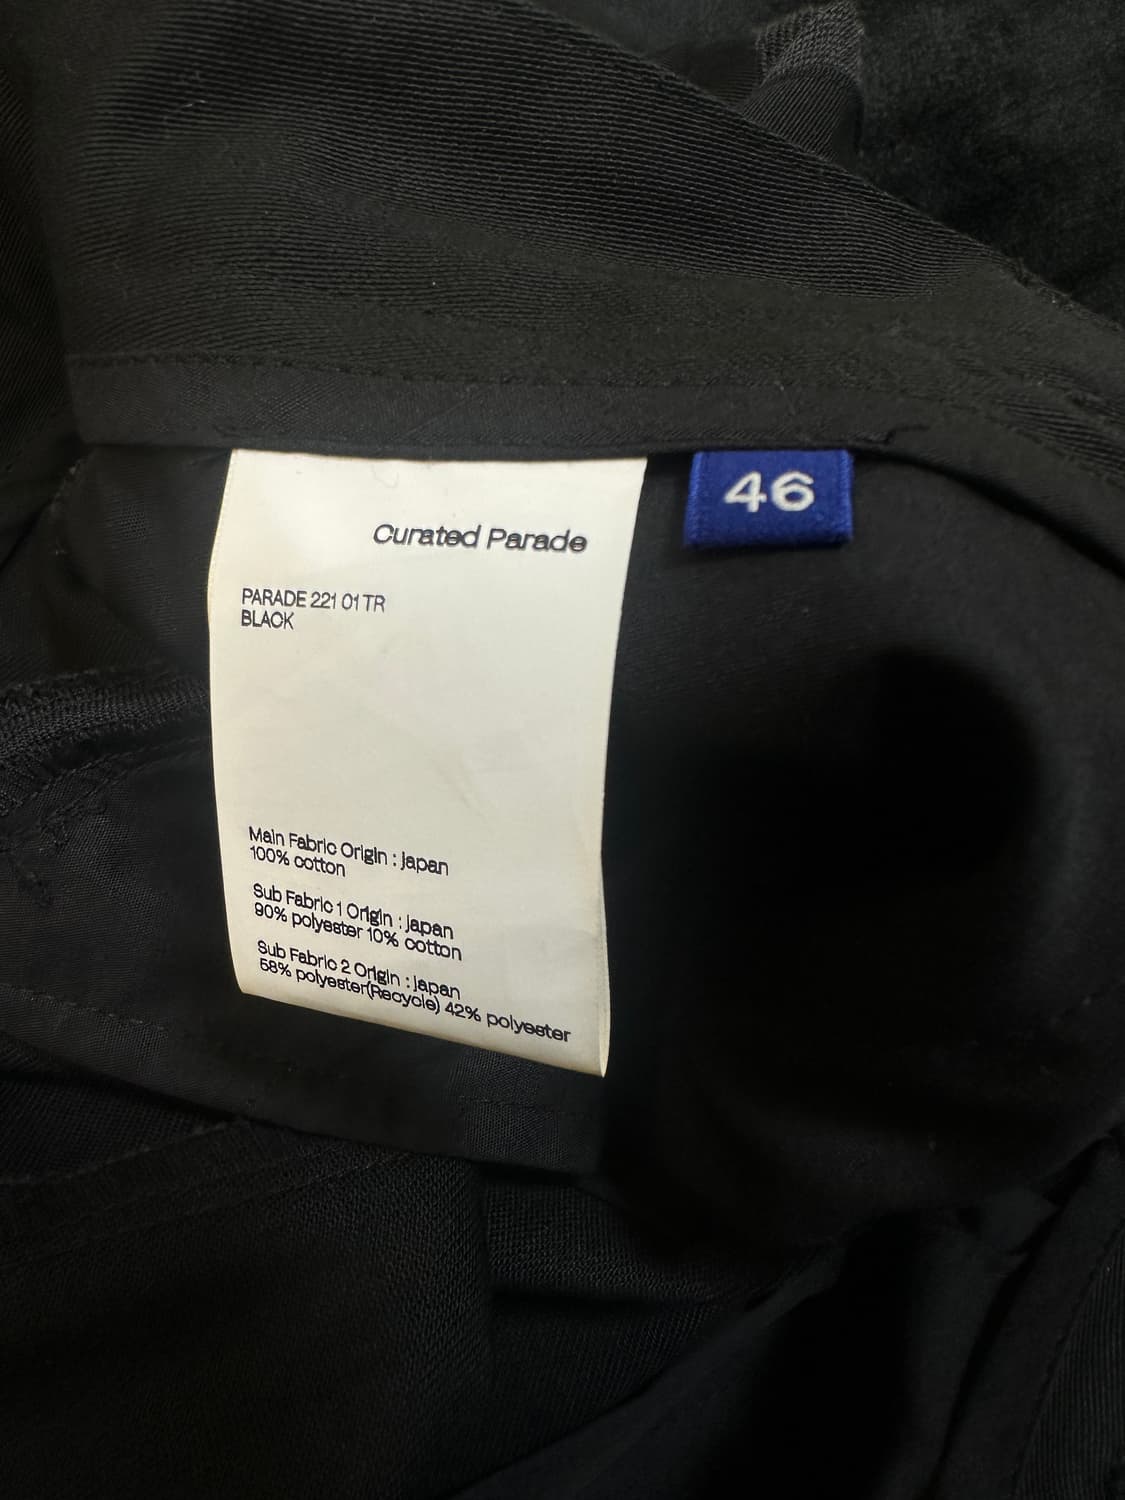 Curated Parade
46
PARADE 221 01 TR
BLACK
Main Fabric Origin : Japan
100% cotton
Sub Fabric 1 Origin : Japan
90% polyester 10% cotton
Sub Fabric 2 Origin : Japan
58% polyester(Recycle) 42% polyester